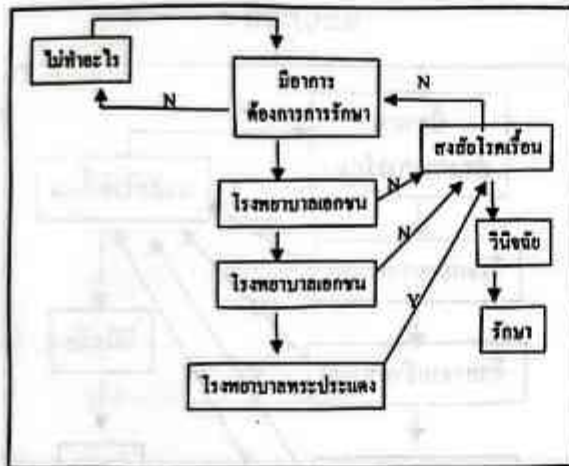 ไม่ทำอะไร
N
มีอาการ
ต้องการการรักษา
N
สงสัยโรคเรื้อน
โรงพยาบาลเอกชน
N
วินิจฉัย
N
โรงพยาบาลเอกชน
Y
รักษา
โรงพยาบาลพระประแดง